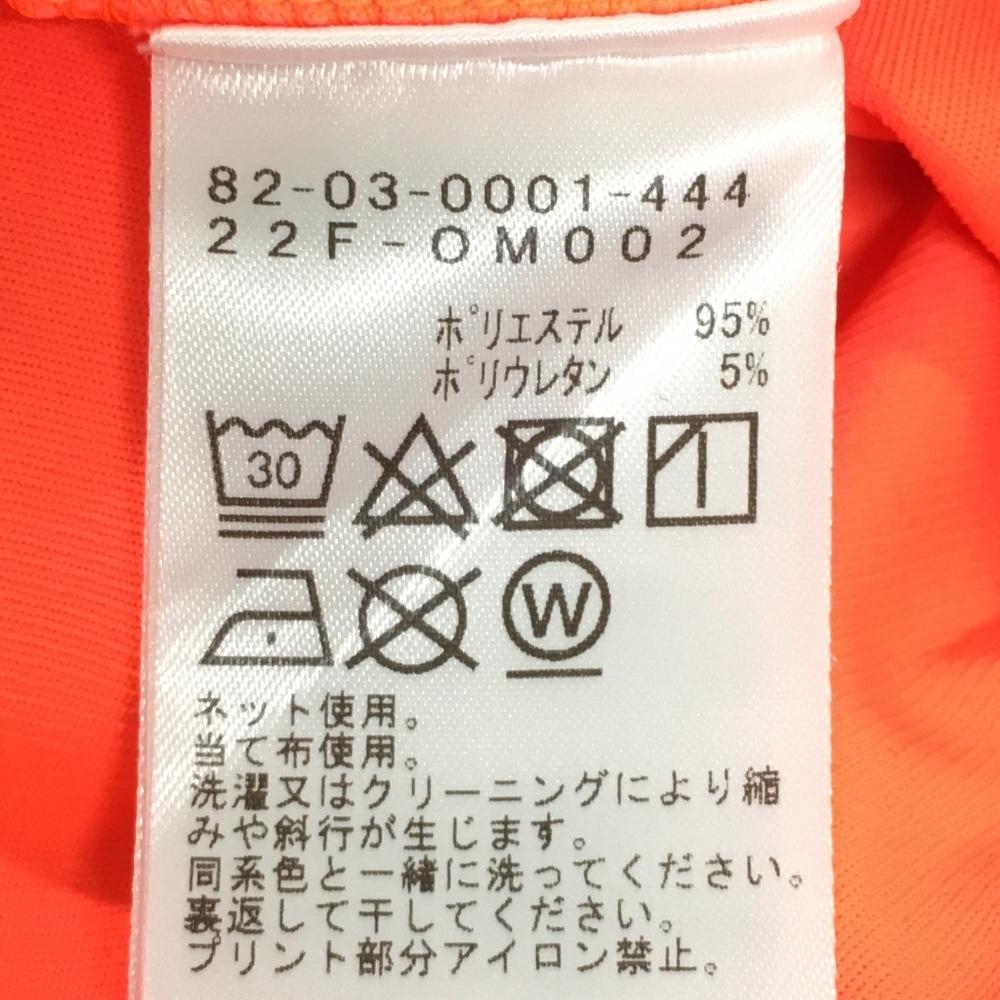 82-03-0001-444
22F-OM002
ポリエステル 95%
ポリウレタン 5%
30
W
ネット使用。
当て布使用。
洗濯又はクリーニングにより縮
みや斜行が生じます。
同系色と一緒に洗ってください。
裏返して干してください。
プリント部分アイロン禁止。